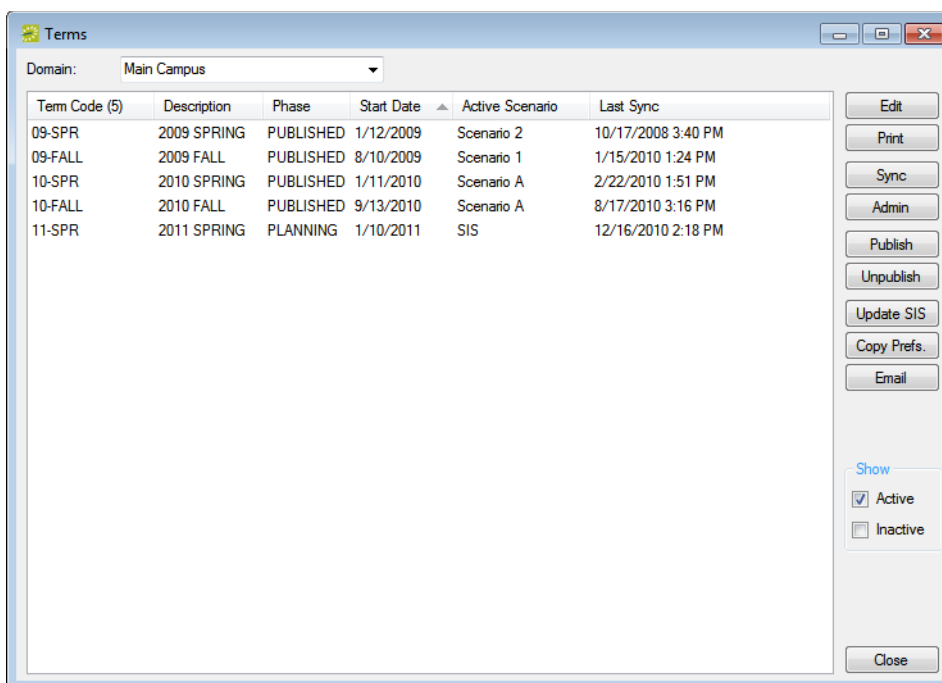 Terms
Domain: Main Campus
Term Code (5) Description Phase Start Date Active Scenario Last Sync
09-SPR 2009 SPRING PUBLISHED 1/12/2009 Scenario 2 10/17/2008 3:40 PM
09-FALL 2009 FALL PUBLISHED 8/10/2009 Scenario 1 1/15/2010 1:24 PM
10-SPR 2010 SPRING PUBLISHED 1/11/2010 Scenario A 2/22/2010 1:51 PM
10-FALL 2010 FALL PUBLISHED 9/13/2010 Scenario A 8/17/2010 3:16 PM
11-SPR 2011 SPRING PLANNING 1/10/2011 SIS 12/16/2010 2:18 PM
Edit
Print
Sync
Admin
Publish
Unpublish
Update SIS
Copy Prefs.
Email
Show
Active
Inactive
Close